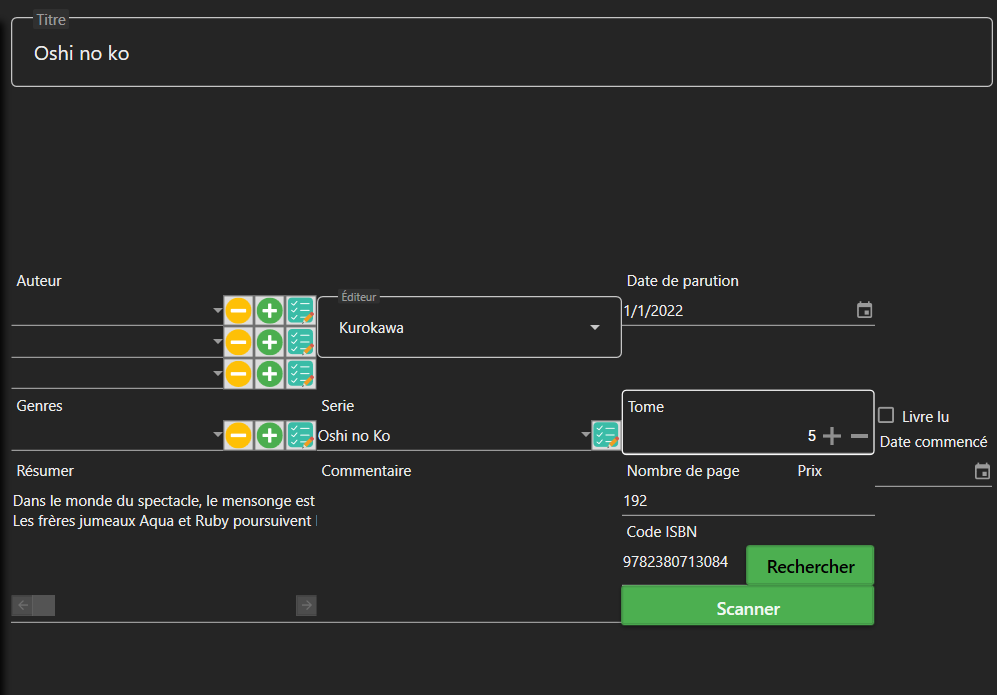 Titre
Oshi no ko
Auteur
Éditeur
Kurokawa
Date de parution
1/1/2022
Genres
Serie
Oshi no Ko
Tome
5
Livre lu
Date commencé
Résumer
Dans le monde du spectacle, le mensonge est
Les frères jumeaux Aqua et Ruby poursuivent
Commentaire
Nombre de page
Prix
192
Code ISBN
9782380713084
Rechercher
Scanner